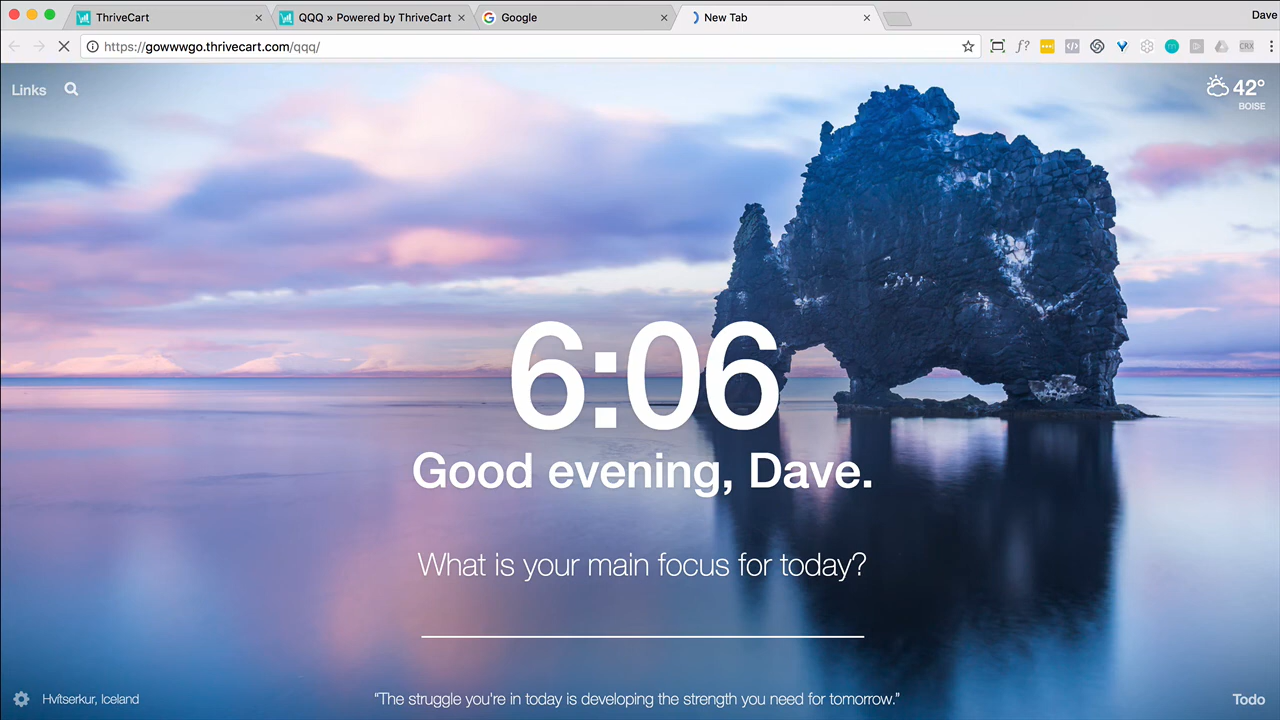 ThriveCart
QQQ » Powered by ThriveCart
Google
New Tab
Dave
https://gowwwgo.thrivecart.com/qqq/
f?
CRX
Links
42°
BOISE
6:06
Good evening, Dave.
What is your main focus for today?
Hvítserkur, Iceland
“The struggle you're in today is developing the strength you need for tomorrow.”
Todo